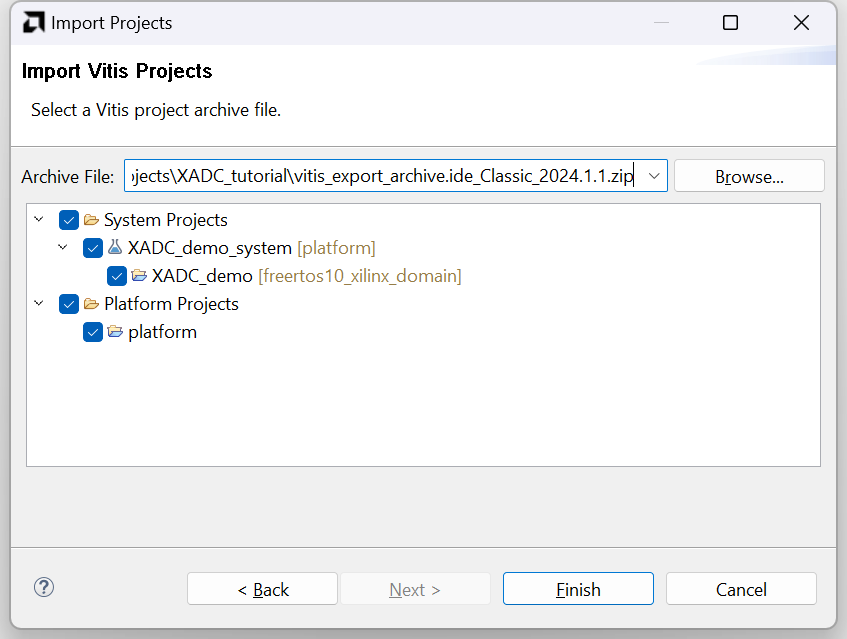 Import Projects
Import Vitis Projects
Select a Vitis project archive file.
Archive File: jects\XADC_tutorial\vitis_export_archive.ide_Classic_2024.1.1.zip Browse...
System Projects
XADC_demo_system [platform]
XADC_demo [freertos10_xilinx_domain]
Platform Projects
platform
? < Back Next > Finish Cancel